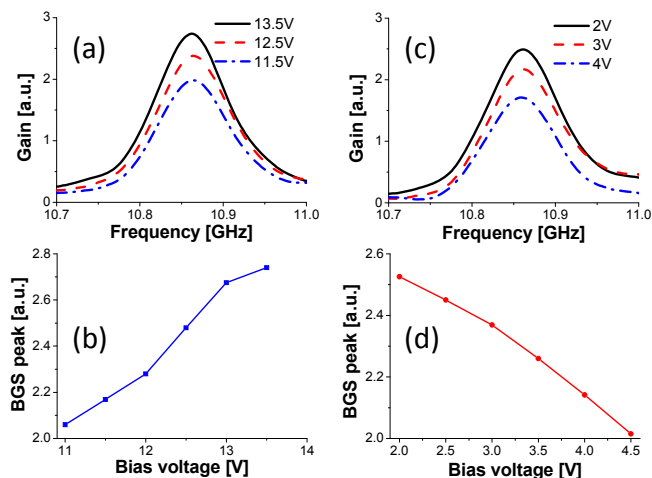 (a)
13.5V
12.5V
11.5V
3
2
1
0
Gain [a.u.]
10.7 10.8 10.9 11.0
Frequency [GHz]
(c)
2V
3V
4V
3
2
1
0
Gain [a.u.]
10.7 10.8 10.9 11.0
Frequency [GHz]
(b)
2.8
2.6
2.4
2.2
2.0
BGS peak [a.u.]
11 12 13 14
Bias voltage [V]
(d)
2.6
2.4
2.2
2.0
BGS peak [a.u.]
2.0 2.5 3.0 3.5 4.0 4.5
Bias voltage [V]